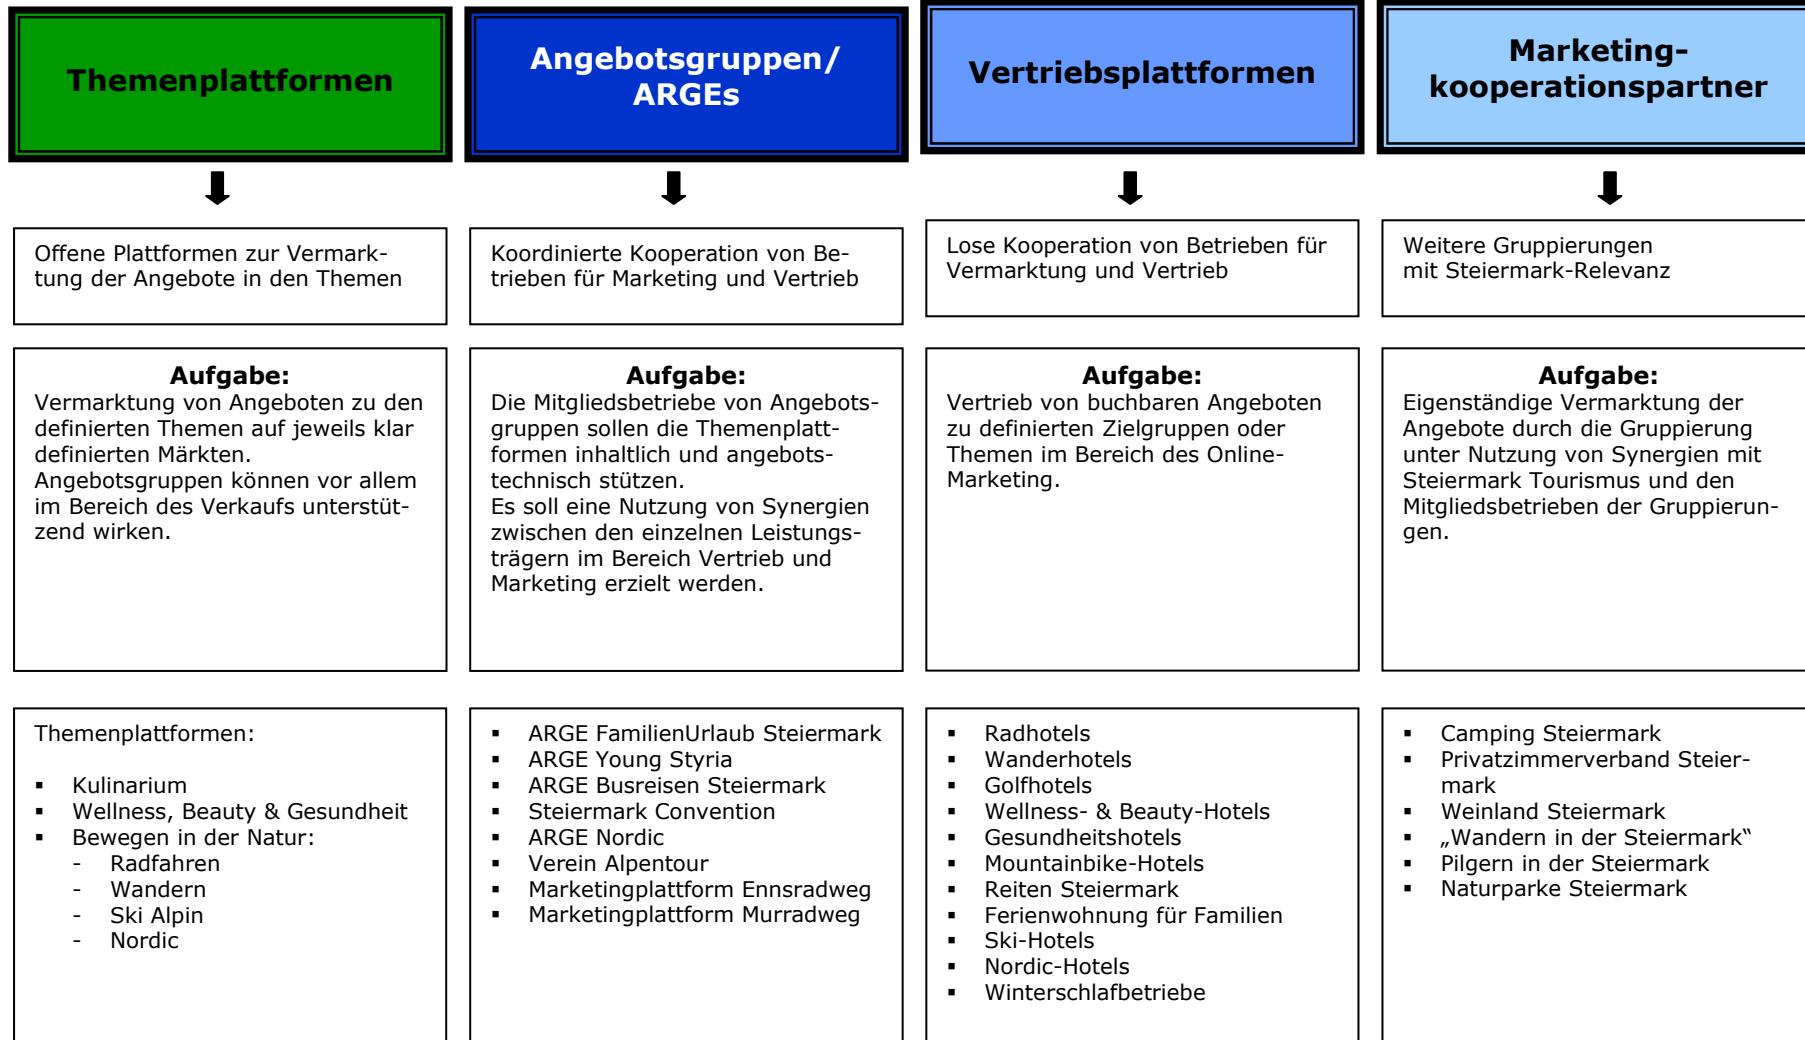 Themenplattformen
Angebotsgruppen/
ARGEs
Vertriebsplattformen
Marketing-
kooperationspartner
Offene Plattformen zur Vermark-
tung der Angebote in den Themen
Koordinierte Kooperation von Be-
trieben für Marketing und Vertrieb
Lose Kooperation von Betrieben für
Vermarktung und Vertrieb
Weitere Gruppierungen
mit Steiermark-Relevanz
Aufgabe:
Vermarktung von Angeboten zu den
definierten Themen auf jeweils klar
definierten Märkten.
Angebotsgruppen können vor allem
im Bereich des Verkaufs unterstüt-
zend wirken.
Aufgabe:
Die Mitgliedsbetriebe von Angebots-
gruppen sollen die Themenplatt-
formen inhaltlich und angebots-
technisch stützen.
Es soll eine Nutzung von Synergien
zwischen den einzelnen Leistungs-
trägern im Bereich Vertrieb und
Marketing erzielt werden.
Aufgabe:
Vertrieb von buchbaren Angeboten
zu definierten Zielgruppen oder
Themen im Bereich des Online-
Marketing.
Aufgabe:
Eigenständige Vermarktung der
Angebote durch die Gruppierung
unter Nutzung von Synergien mit
Steiermark Tourismus und den
Mitgliedsbetrieben der Gruppierun-
gen.
Themenplattformen:
▪ Kulinarium
▪ Wellness, Beauty & Gesundheit
▪ Bewegen in der Natur:
- Radfahren
- Wandern
- Ski Alpin
- Nordic
▪ ARGE FamilienUrlaub Steiermark
▪ ARGE Young Styria
▪ ARGE Busreisen Steiermark
▪ Steiermark Convention
▪ ARGE Nordic
▪ Verein Alpentour
▪ Marketingplattform Ennsradweg
▪ Marketingplattform Murradweg
▪ Radhotels
▪ Wanderhotels
▪ Golfhotels
▪ Wellness- & Beauty-Hotels
▪ Gesundheitshotels
▪ Mountainbike-Hotels
▪ Reiten Steiermark
▪ Ferienwohnung für Familien
▪ Ski-Hotels
▪ Nordic-Hotels
▪ Winterschlafbetriebe
▪ Camping Steiermark
▪ Privatzimmerverband Steier-
mark
▪ Weinland Steiermark
▪ „Wandern in der Steiermark“
▪ Pilgern in der Steiermark
▪ Naturparke Steiermark